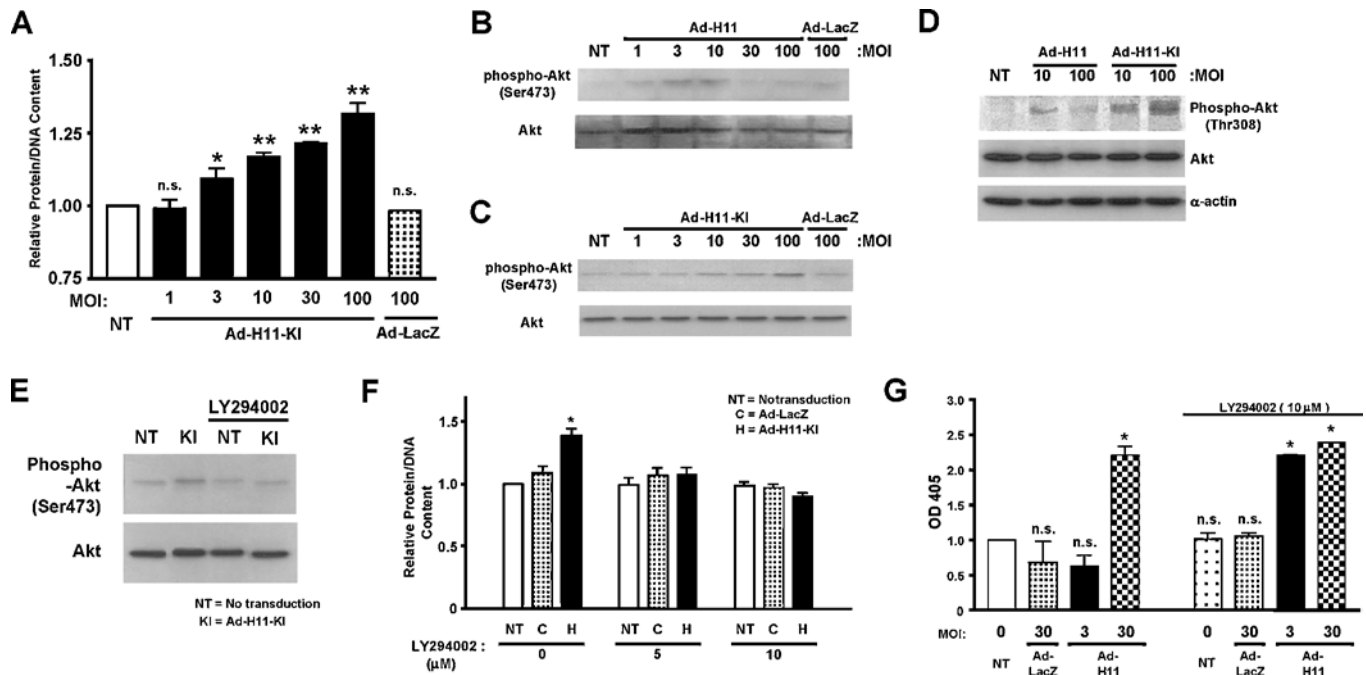 A
Relative Protein/DNA Content
1.50
1.25
1.00
0.75
n.s.
*
**
**
**
n.s.
MOI: 1 3 10 30 100 100
NT Ad-H11-KI Ad-LacZ
B
Ad-H11 Ad-LacZ
NT 1 3 10 30 100 100 :MOI
phospho-Akt
(Ser473)
Akt
C
Ad-H11-KI Ad-LacZ
NT 1 3 10 30 100 100 :MOI
phospho-Akt
(Ser473)
Akt
D
Ad-H11 Ad-H11-KI
NT 10 100 10 100 :MOI
Phospho-Akt
(Thr308)
Akt
α-actin
E
LY294002
NT KI NT KI
Phospho
-Akt
(Ser473)
Akt
NT = No transduction
KI = Ad-H11-KI
F
NT = Notransduction
C = Ad-LacZ
H = Ad-H11-KI
Relative Protein/DNA
Content
1.5
1.0
0.5
0
*
NT C H NT C H NT C H
LY294002 :
(μM)
0 5 10
G
OD 405
3.0
2.5
2.0
1.5
1.0
0.5
0
LY294002 ( 10 μM )
n.s.
n.s.
*
n.s.
n.s.
*
*
MOI: 0 30 3 30 0 30 3 30
NT Ad-LacZ Ad-H11 NT Ad-LacZ Ad-H11